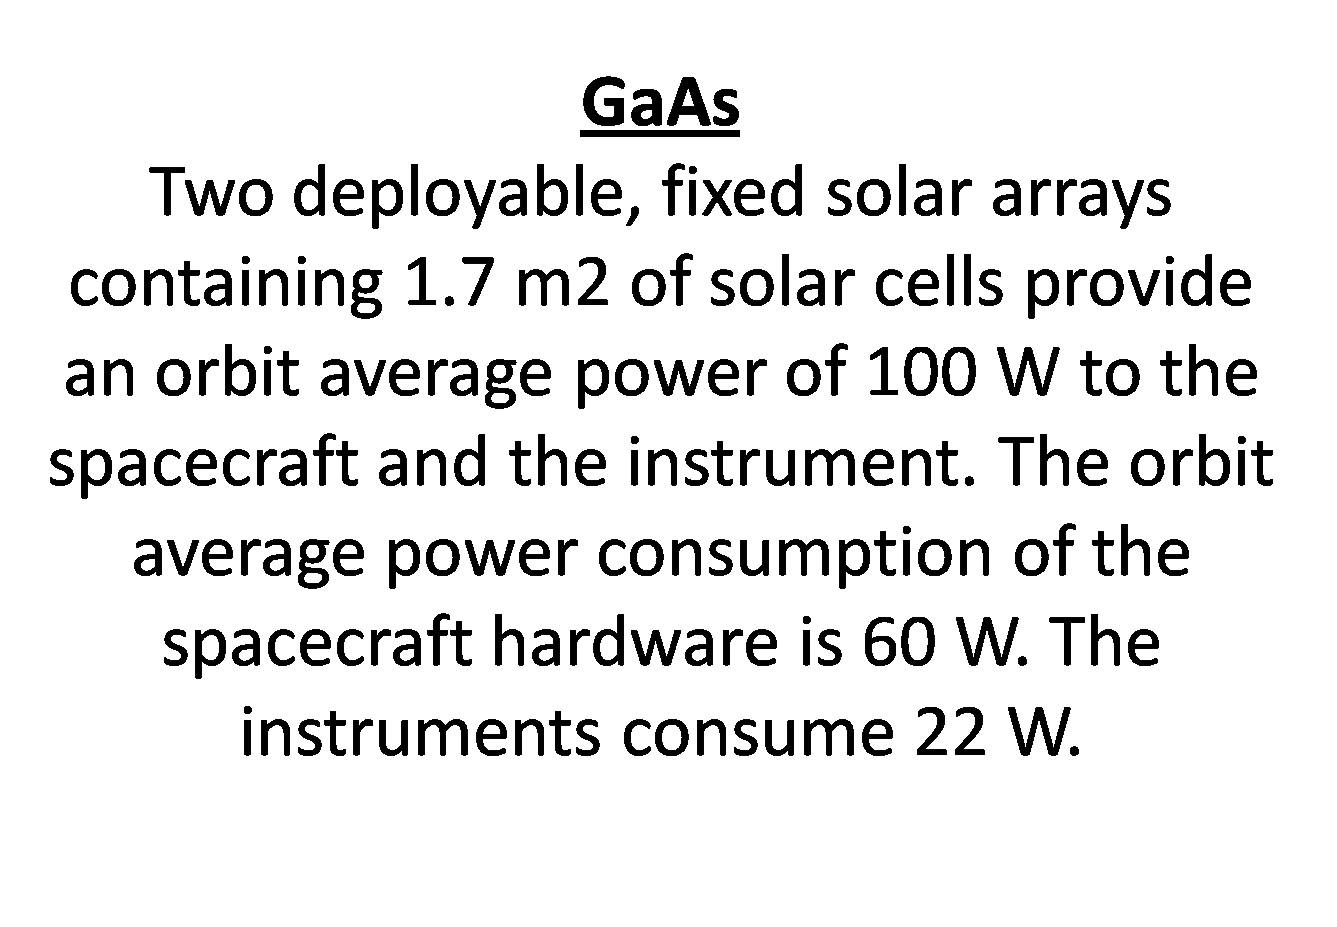 GaAs
Two deployable, fixed solar arrays
containing 1.7 m2 of solar cells provide
an orbit average power of 100 W to the
spacecraft and the instrument. The orbit
average power consumption of the
spacecraft hardware is 60 W. The
instruments consume 22 W.